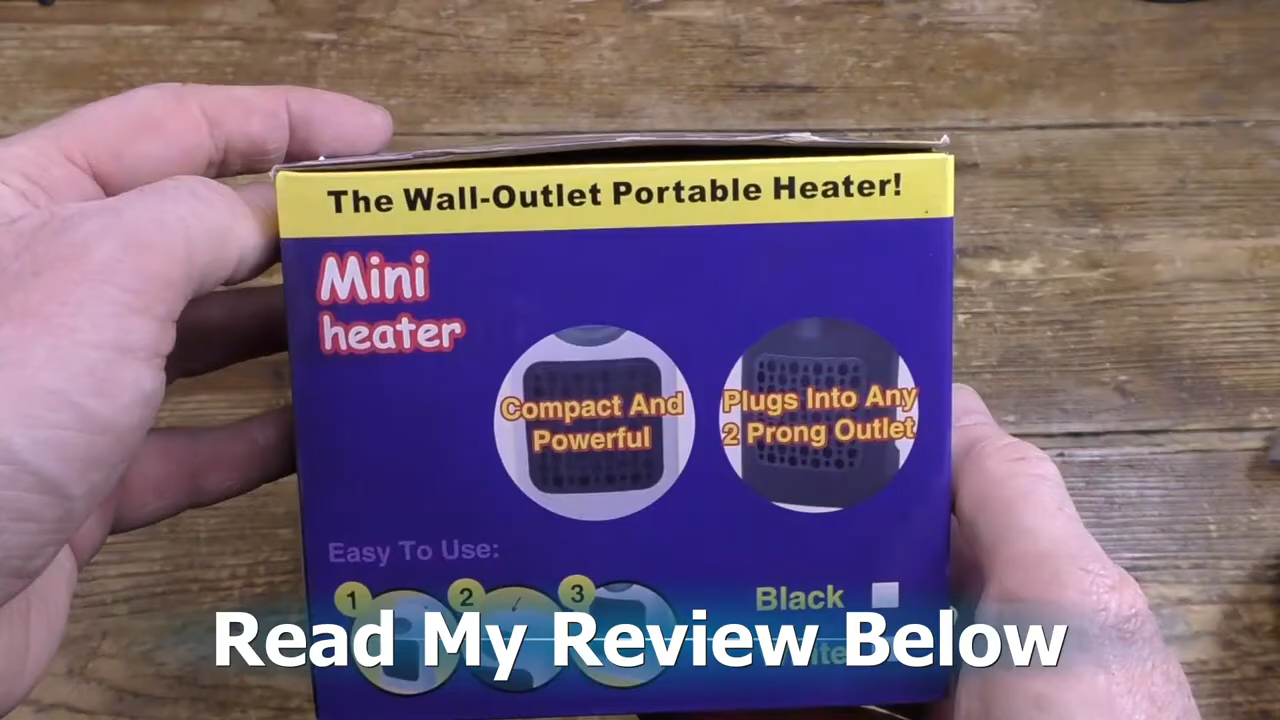 The Wall-Outlet Portable Heater!
Mini
heater
Compact And
Powerful
Plugs Into Any
2 Prong Outlet
Easy To Use:
1
2
3
Black
Read My Review Below